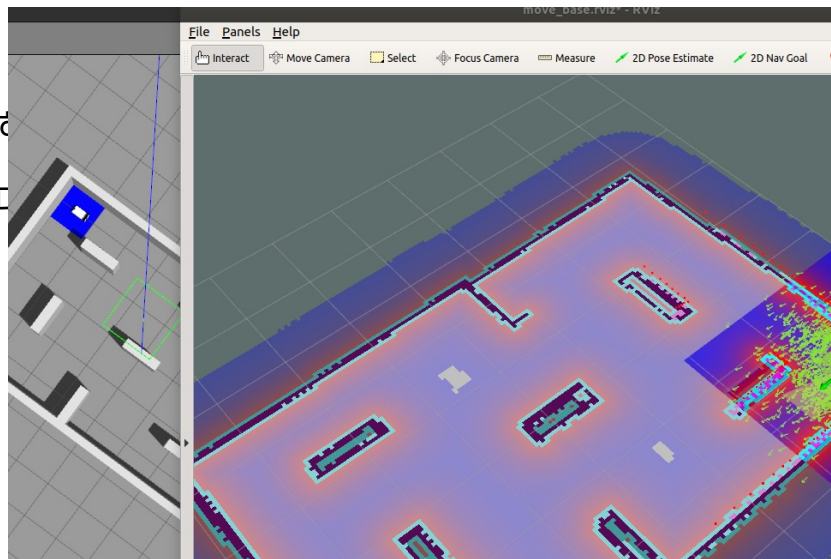 move_base.rviz* - RViz
File Panels Help
Interact Move Camera Select Focus Camera Measure 2D Pose Estimate 2D Nav Goal